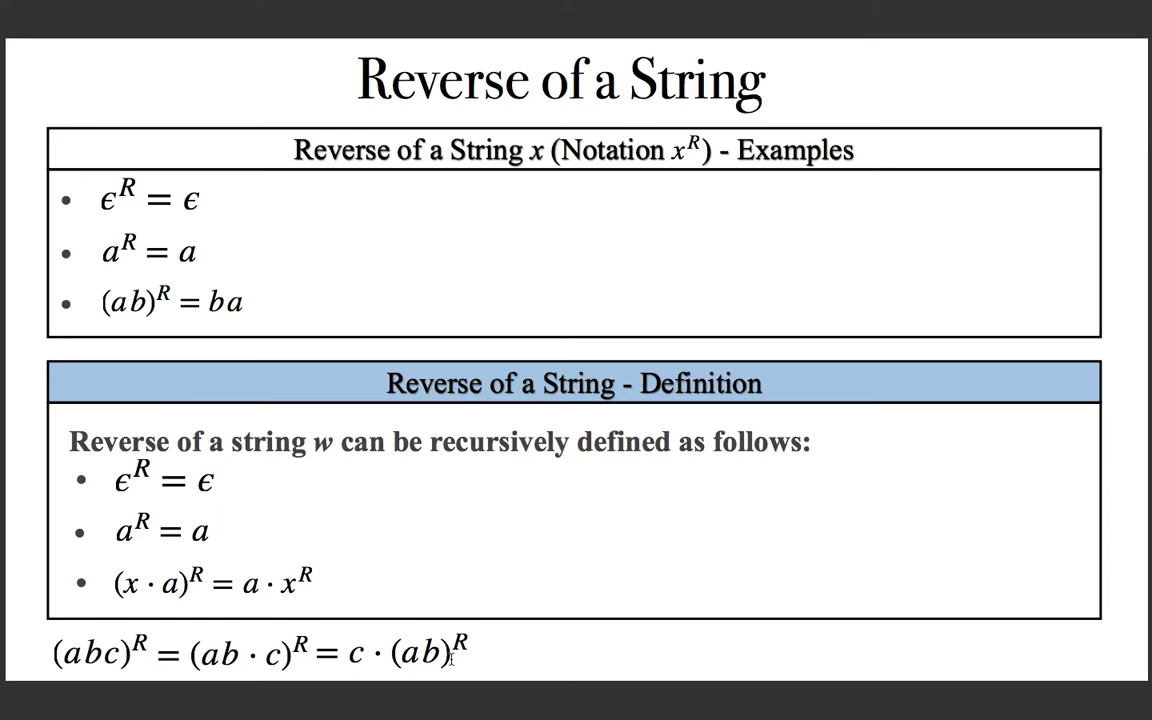 Reverse of a String
Reverse of a String x (Notation x^R) - Examples
• ϵ^R = ϵ
• a^R = a
• (ab)^R = ba
Reverse of a String - Definition
Reverse of a string w can be recursively defined as follows:
• ϵ^R = ϵ
• a^R = a
• (x · a)^R = a · x^R
(abc)^R = (ab · c)^R = c · (ab)^R